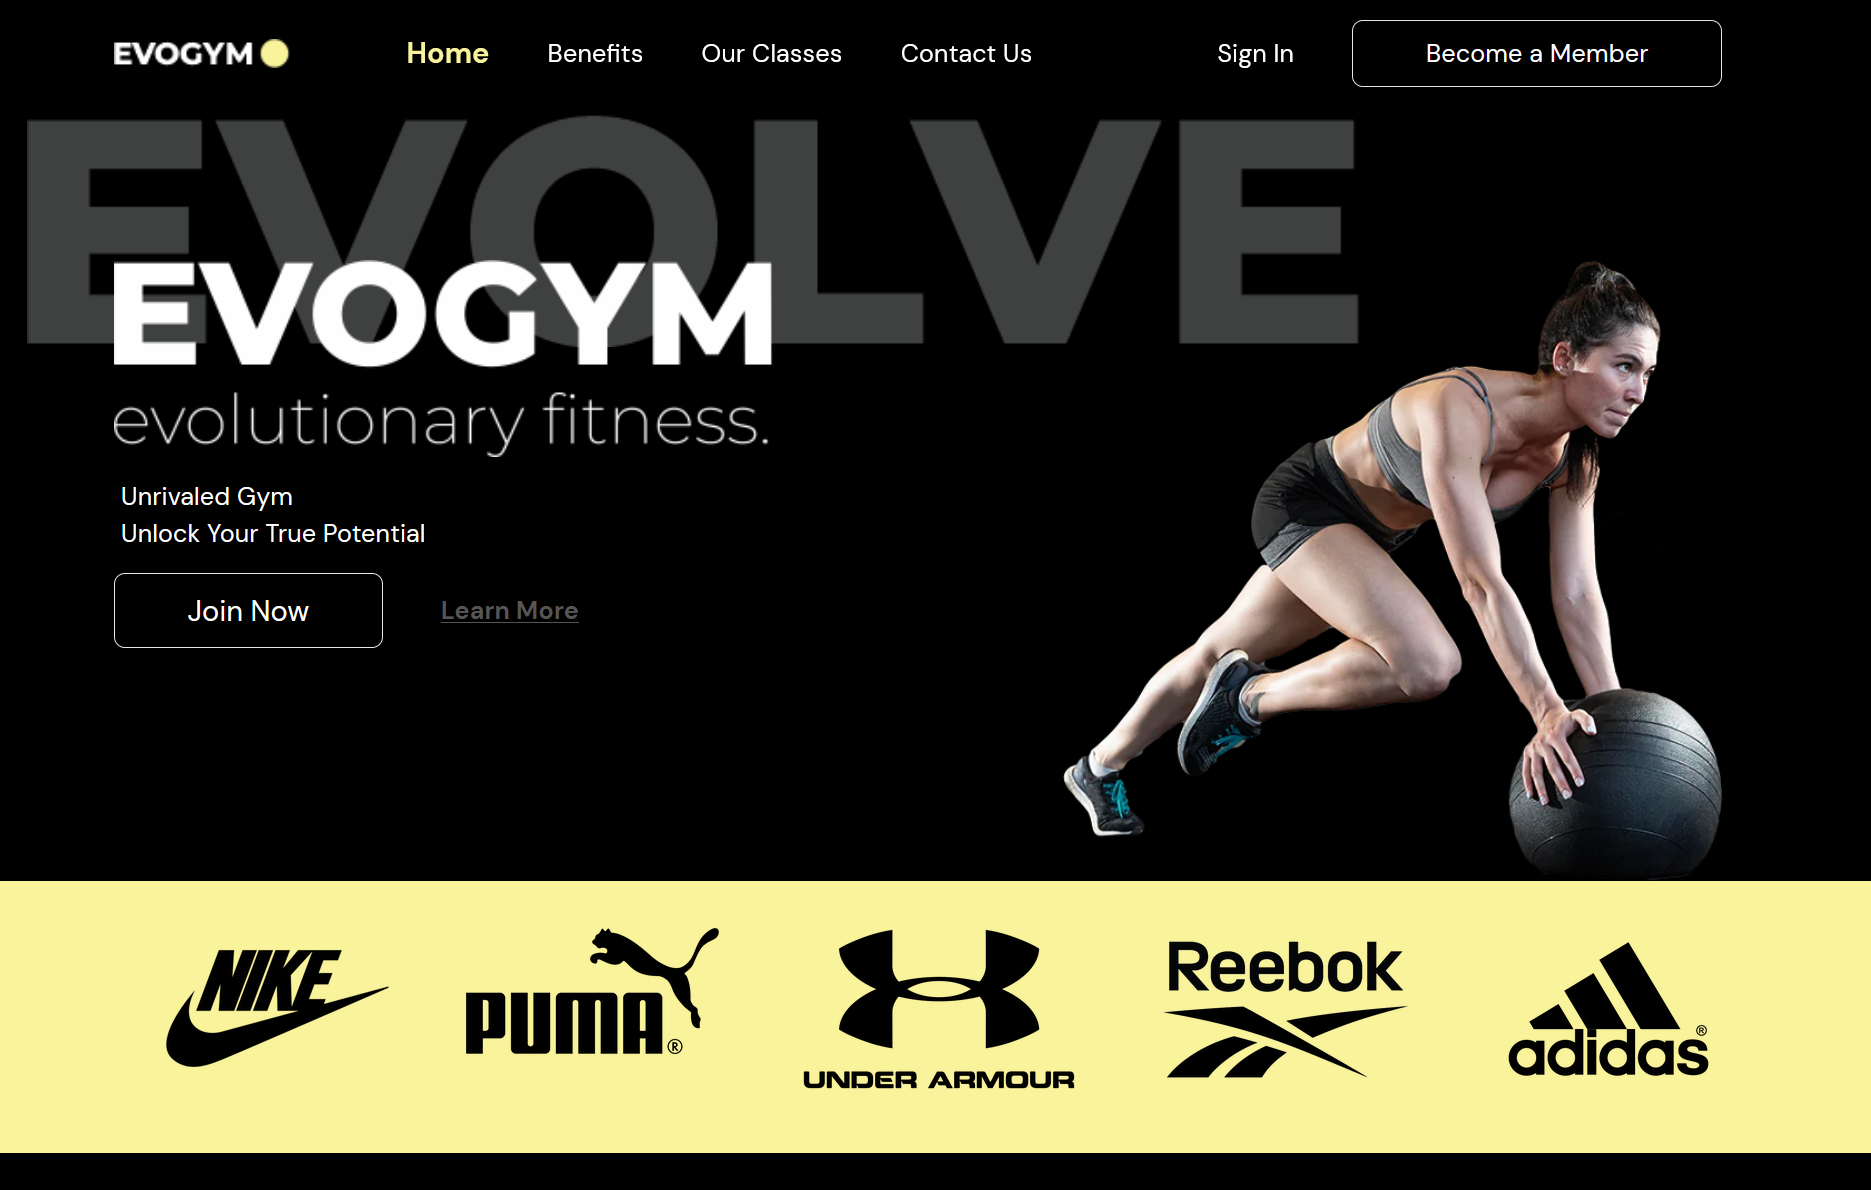 EVOGYM
Home
Benefits
Our Classes
Contact Us
Sign In
Become a Member
EVOLVE
EVOGYM
evolutionary fitness.
Unrivaled Gym
Unlock Your True Potential
Join Now
Learn More
NIKE
PUMA®
UNDER ARMOUR
Reebok
adidas®